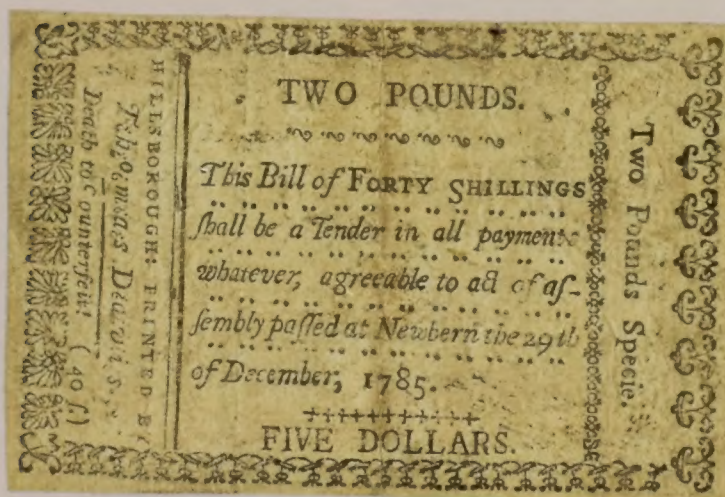 TWO POUNDS.
This Bill of FORTY SHILLINGS
ſhall be a Tender in all payments
whatever, agreeable to act of aſ-
ſembly paſſed at Newbern the 29th
of December, 1785.
FIVE DOLLARS.
Two Pounds Specie.
HILLSBOROUGH: PRINTED BY
Death to Counterfeit! (40 ſ)